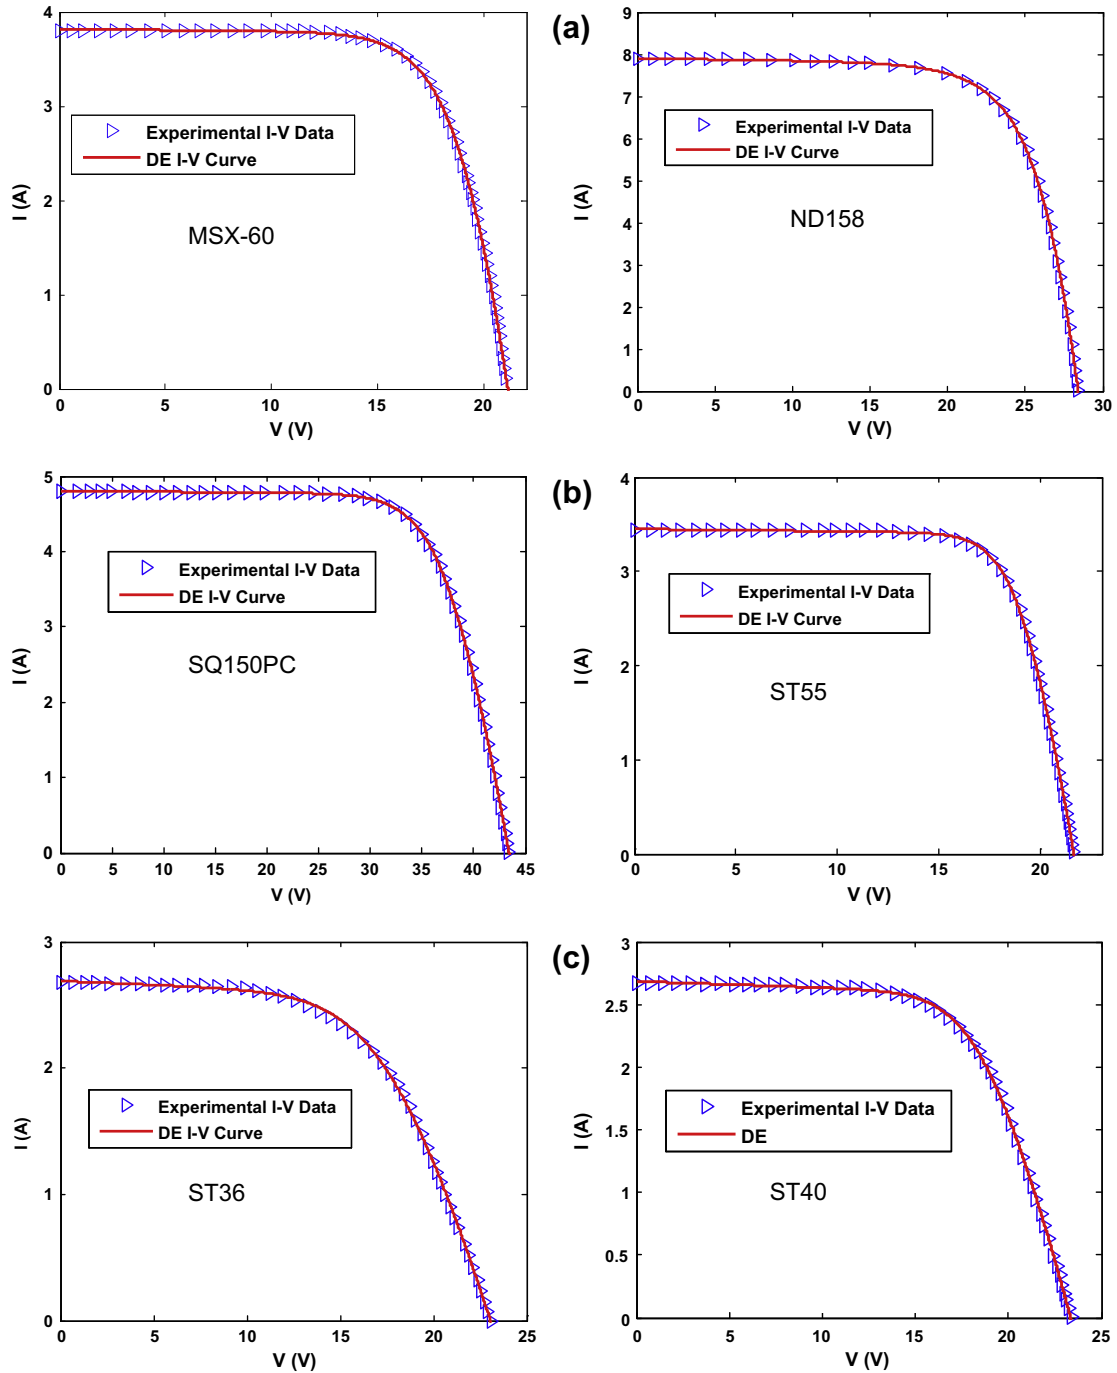 (a)
4
3
2
1
0
0
5
10
15
20
I (A)
V (V)
Experimental I-V Data
DE I-V Curve
MSX-60
9
8
7
6
5
4
3
2
1
0
0
5
10
15
20
25
30
I (A)
V (V)
Experimental I-V Data
DE I-V Curve
ND158
(b)
5
4
3
2
1
0
0
5
10
15
20
25
30
35
40
45
I (A)
V (V)
Experimental I-V Data
DE I-V Curve
SQ150PC
4
3
2
1
0
0
5
10
15
20
I (A)
V (V)
Experimental I-V Data
DE I-V Curve
ST55
(c)
3
2
1
0
0
5
10
15
20
25
I (A)
V (V)
Experimental I-V Data
DE I-V Curve
ST36
3
2.5
2
1.5
1
0.5
0
0
5
10
15
20
25
I (A)
V (V)
Experimental I-V Data
DE
ST40